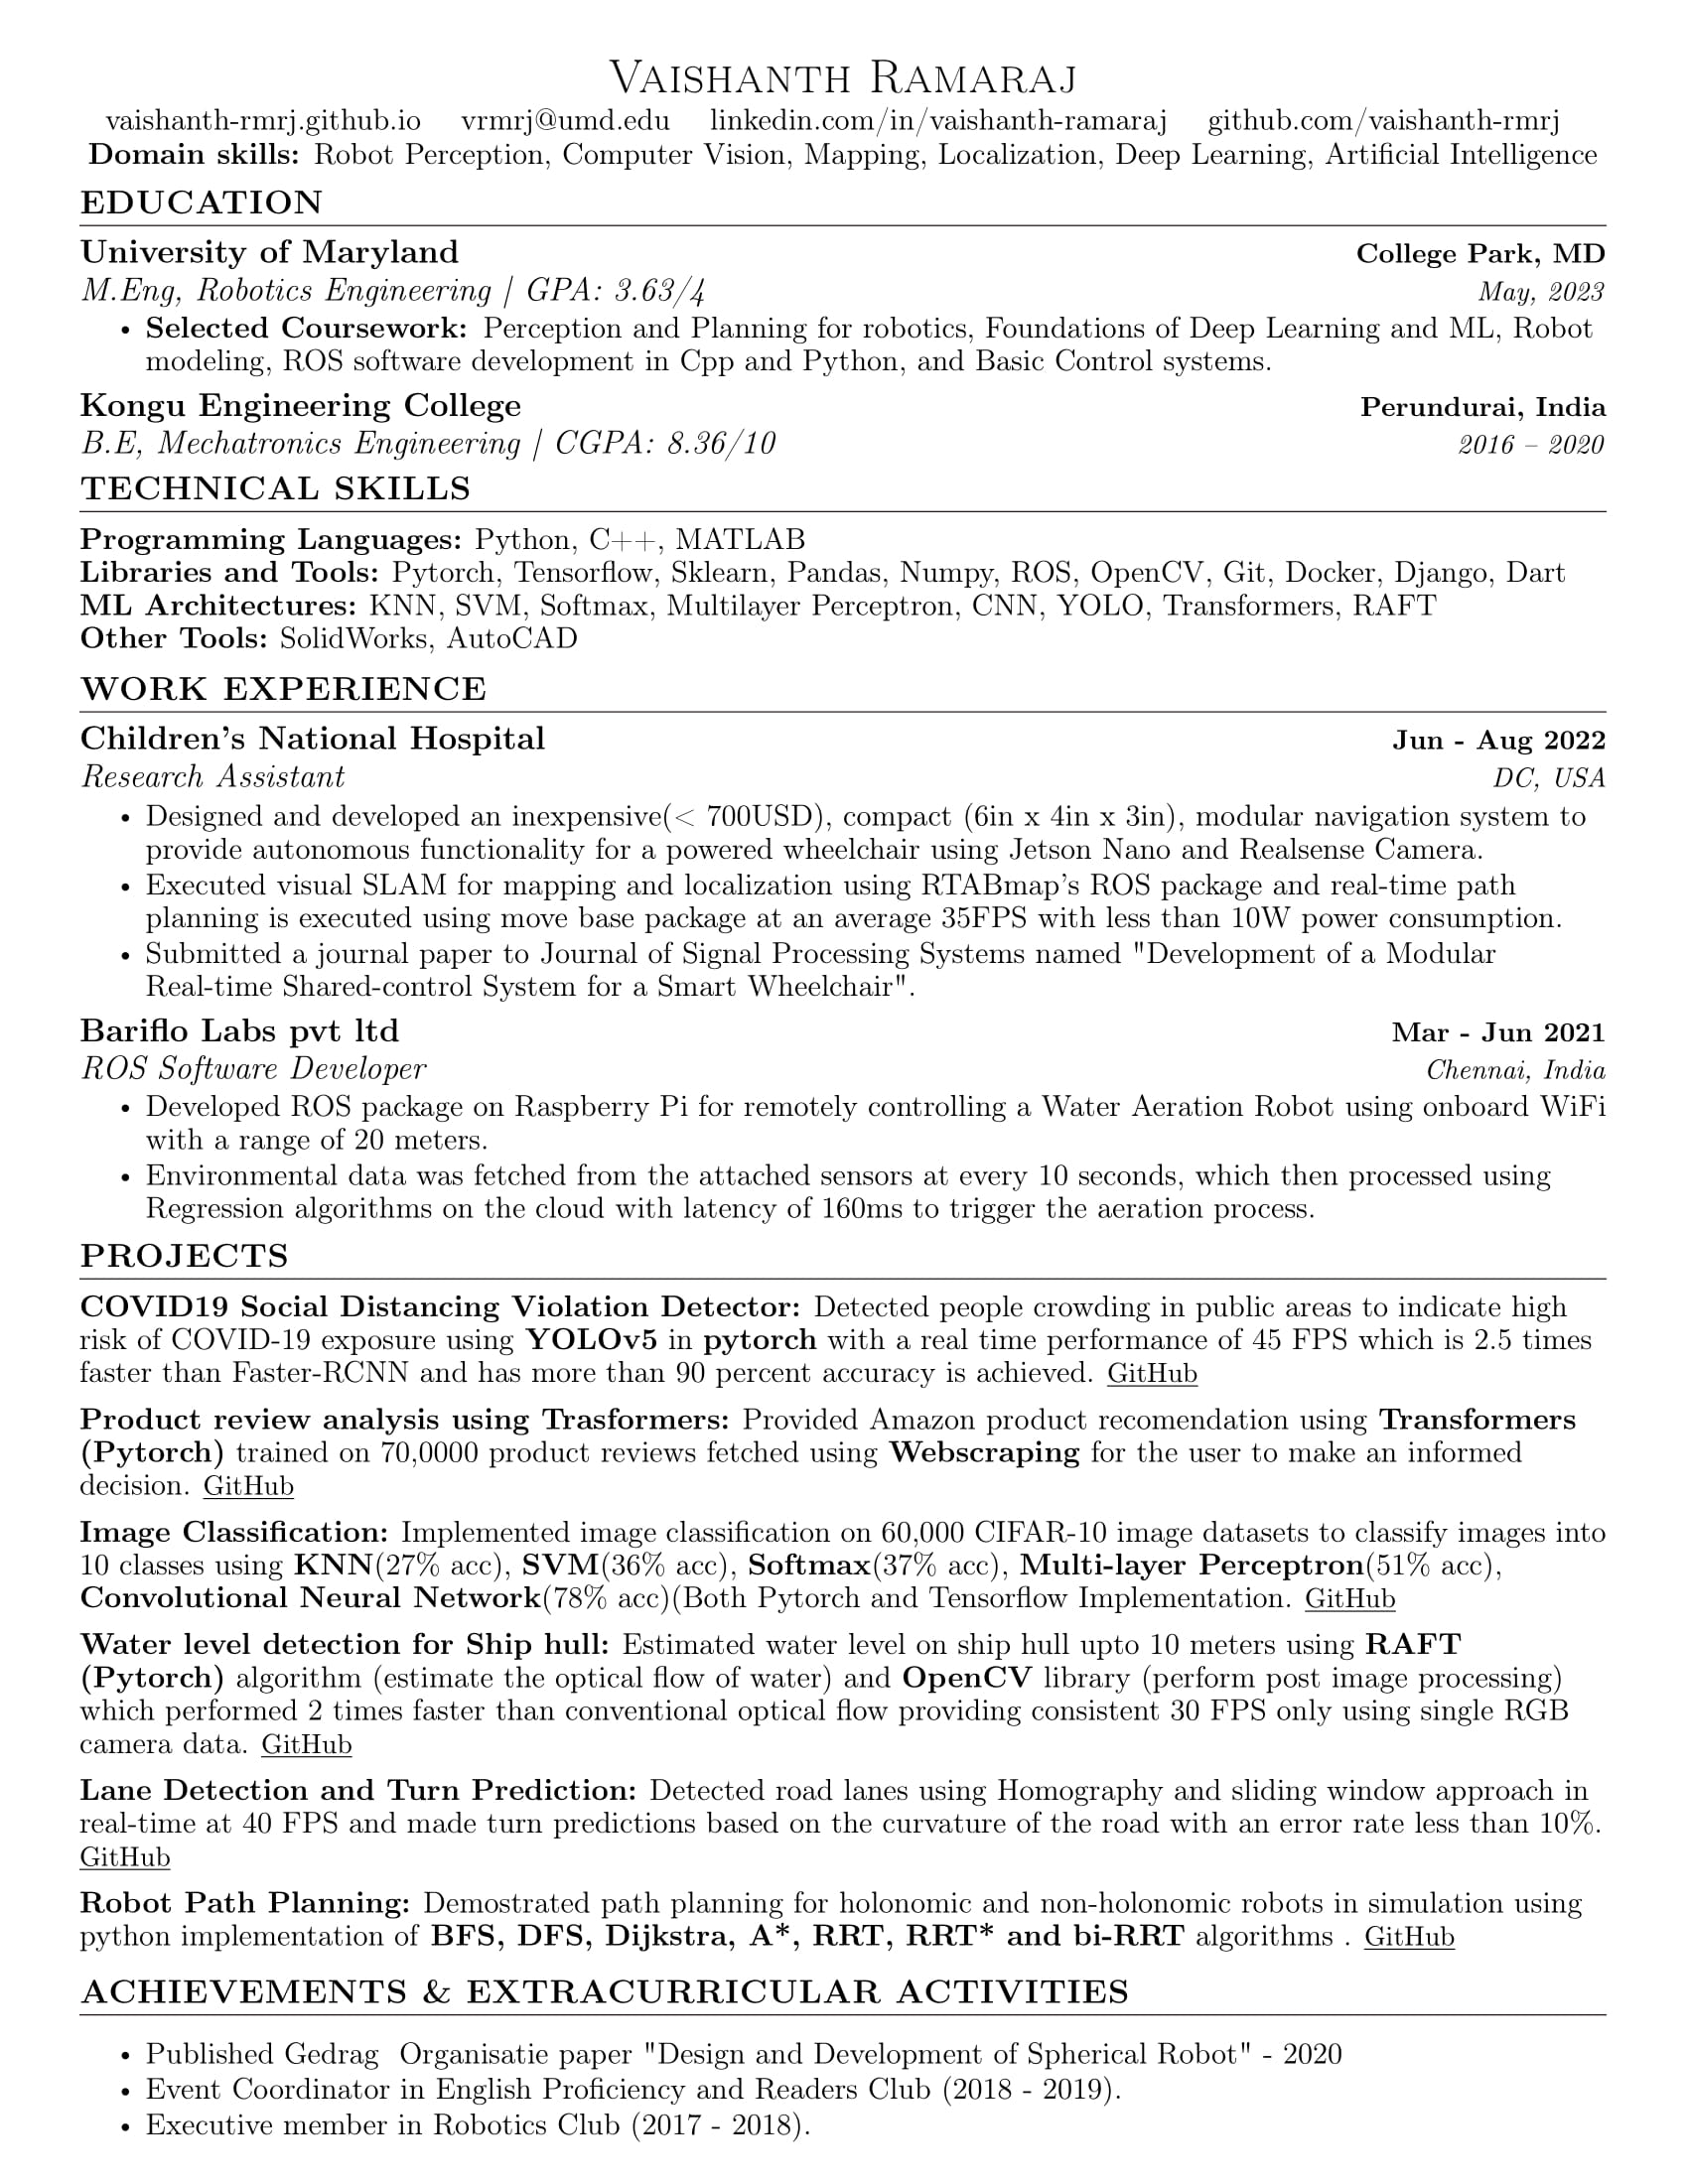 Vaishanth Ramaraj
vaishanth-rmrj.github.io vrmrj@umd.edu linkedin.com/in/vaishanth-ramaraj github.com/vaishanth-rmrj
Domain skills: Robot Perception, Computer Vision, Mapping, Localization, Deep Learning, Artificial Intelligence
EDUCATION
University of Maryland College Park, MD
M.Eng, Robotics Engineering | GPA: 3.63/4 May, 2023
• Selected Coursework: Perception and Planning for robotics, Foundations of Deep Learning and ML, Robot
modeling, ROS software development in Cpp and Python, and Basic Control systems.
Kongu Engineering College Perundurai, India
B.E, Mechatronics Engineering | CGPA: 8.36/10 2016 – 2020
TECHNICAL SKILLS
Programming Languages: Python, C++, MATLAB
Libraries and Tools: Pytorch, Tensorflow, Sklearn, Pandas, Numpy, ROS, OpenCV, Git, Docker, Django, Dart
ML Architectures: KNN, SVM, Softmax, Multilayer Perceptron, CNN, YOLO, Transformers, RAFT
Other Tools: SolidWorks, AutoCAD
WORK EXPERIENCE
Children's National Hospital Jun - Aug 2022
Research Assistant DC, USA
• Designed and developed an inexpensive(< 700USD), compact (6in x 4in x 3in), modular navigation system to
provide autonomous functionality for a powered wheelchair using Jetson Nano and Realsense Camera.
• Executed visual SLAM for mapping and localization using RTABmap's ROS package and real-time path
planning is executed using move base package at an average 35FPS with less than 10W power consumption.
• Submitted a journal paper to Journal of Signal Processing Systems named "Development of a Modular
Real-time Shared-control System for a Smart Wheelchair".
Bariflo Labs pvt ltd Mar - Jun 2021
ROS Software Developer Chennai, India
• Developed ROS package on Raspberry Pi for remotely controlling a Water Aeration Robot using onboard WiFi
with a range of 20 meters.
• Environmental data was fetched from the attached sensors at every 10 seconds, which then processed using
Regression algorithms on the cloud with latency of 160ms to trigger the aeration process.
PROJECTS
COVID19 Social Distancing Violation Detector: Detected people crowding in public areas to indicate high
risk of COVID-19 exposure using YOLOv5 in pytorch with a real time performance of 45 FPS which is 2.5 times
faster than Faster-RCNN and has more than 90 percent accuracy is achieved. GitHub
Product review analysis using Trasformers: Provided Amazon product recomendation using Transformers
(Pytorch) trained on 70,0000 product reviews fetched using Webscraping for the user to make an informed
decision. GitHub
Image Classification: Implemented image classification on 60,000 CIFAR-10 image datasets to classify images into
10 classes using KNN(27% acc), SVM(36% acc), Softmax(37% acc), Multi-layer Perceptron(51% acc),
Convolutional Neural Network(78% acc)(Both Pytorch and Tensorflow Implementation. GitHub
Water level detection for Ship hull: Estimated water level on ship hull upto 10 meters using RAFT
(Pytorch) algorithm (estimate the optical flow of water) and OpenCV library (perform post image processing)
which performed 2 times faster than conventional optical flow providing consistent 30 FPS only using single RGB
camera data. GitHub
Lane Detection and Turn Prediction: Detected road lanes using Homography and sliding window approach in
real-time at 40 FPS and made turn predictions based on the curvature of the road with an error rate less than 10%.
GitHub
Robot Path Planning: Demostrated path planning for holonomic and non-holonomic robots in simulation using
python implementation of BFS, DFS, Dijkstra, A*, RRT, RRT* and bi-RRT algorithms . GitHub
ACHIEVEMENTS & EXTRACURRICULAR ACTIVITIES
• Published Gedrag Organisatie paper "Design and Development of Spherical Robot" - 2020
• Event Coordinator in English Proficiency and Readers Club (2018 - 2019).
• Executive member in Robotics Club (2017 - 2018).